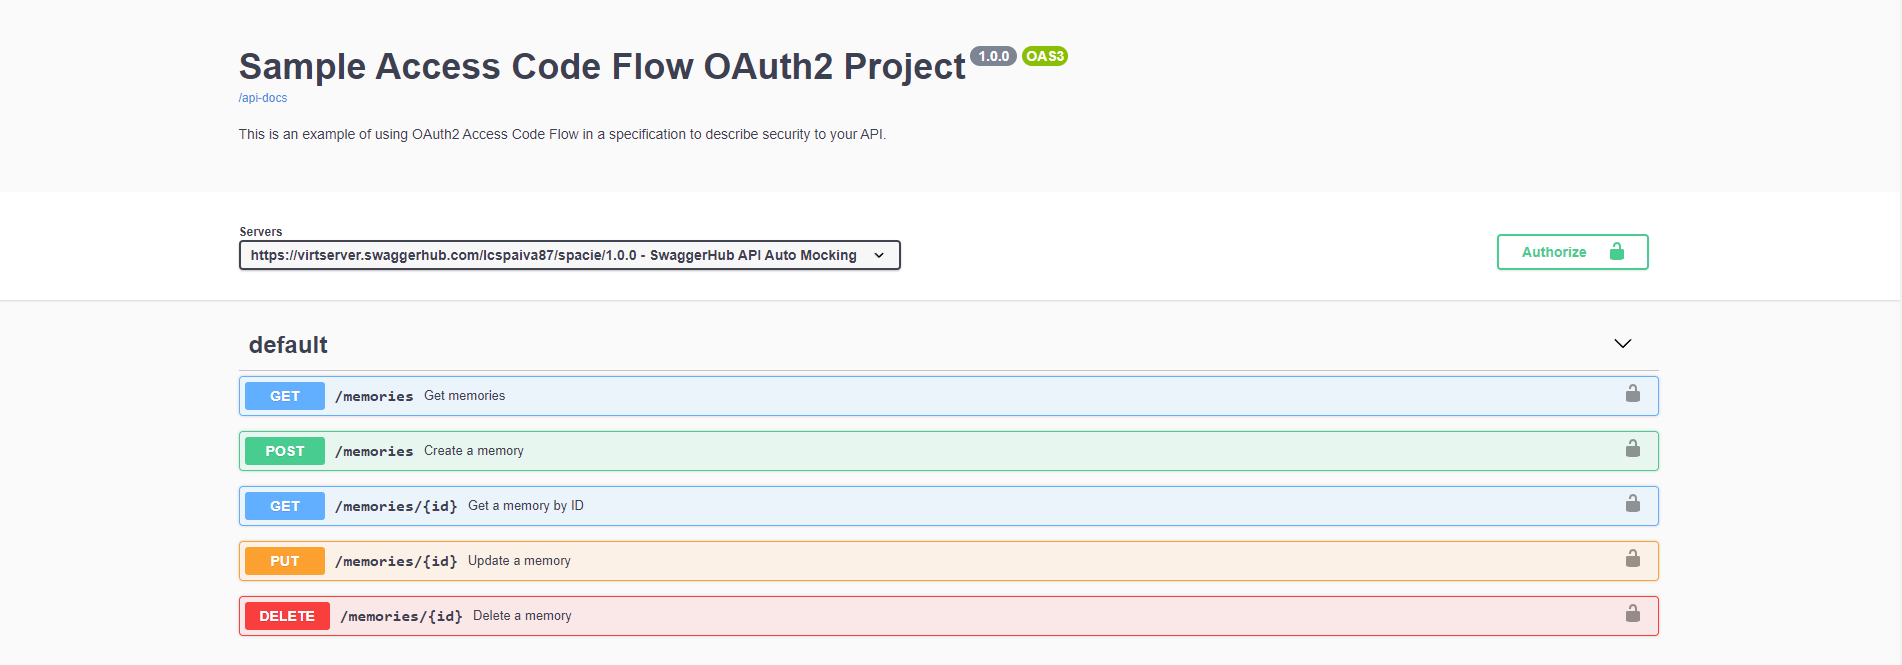 Sample Access Code Flow OAuth2 Project 1.0.0 OAS3
/api-docs
This is an example of using OAuth2 Access Code Flow in a specification to describe security to your API.
Servers
https://virtserver.swaggerhub.com/lcspaiva87/spacie/1.0.0 - SwaggerHub API Auto Mocking
Authorize
default
GET /memories Get memories
POST /memories Create a memory
GET /memories/{id} Get a memory by ID
PUT /memories/{id} Update a memory
DELETE /memories/{id} Delete a memory